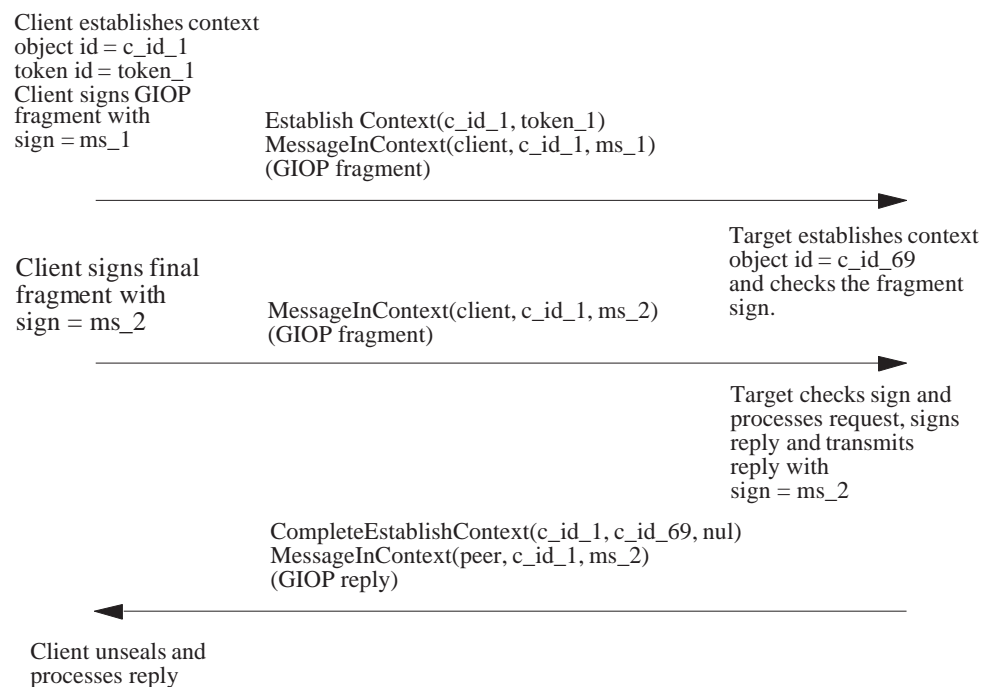 Client establishes context
object id = c_id_1
token id = token_1
Client signs GIOP
fragment with
sign = ms_1
Establish Context(c_id_1, token_1)
MessageInContext(client, c_id_1, ms_1)
(GIOP fragment)
Target establishes context
object id = c_id_69
and checks the fragment
sign.
Client signs final
fragment with
sign = ms_2
MessageInContext(client, c_id_1, ms_2)
(GIOP fragment)
Target checks sign and
processes request, signs
reply and transmits
reply with
sign = ms_2
CompleteEstablishContext(c_id_1, c_id_69, nul)
MessageInContext(peer, c_id_1, ms_2)
(GIOP reply)
Client unseals and
processes reply